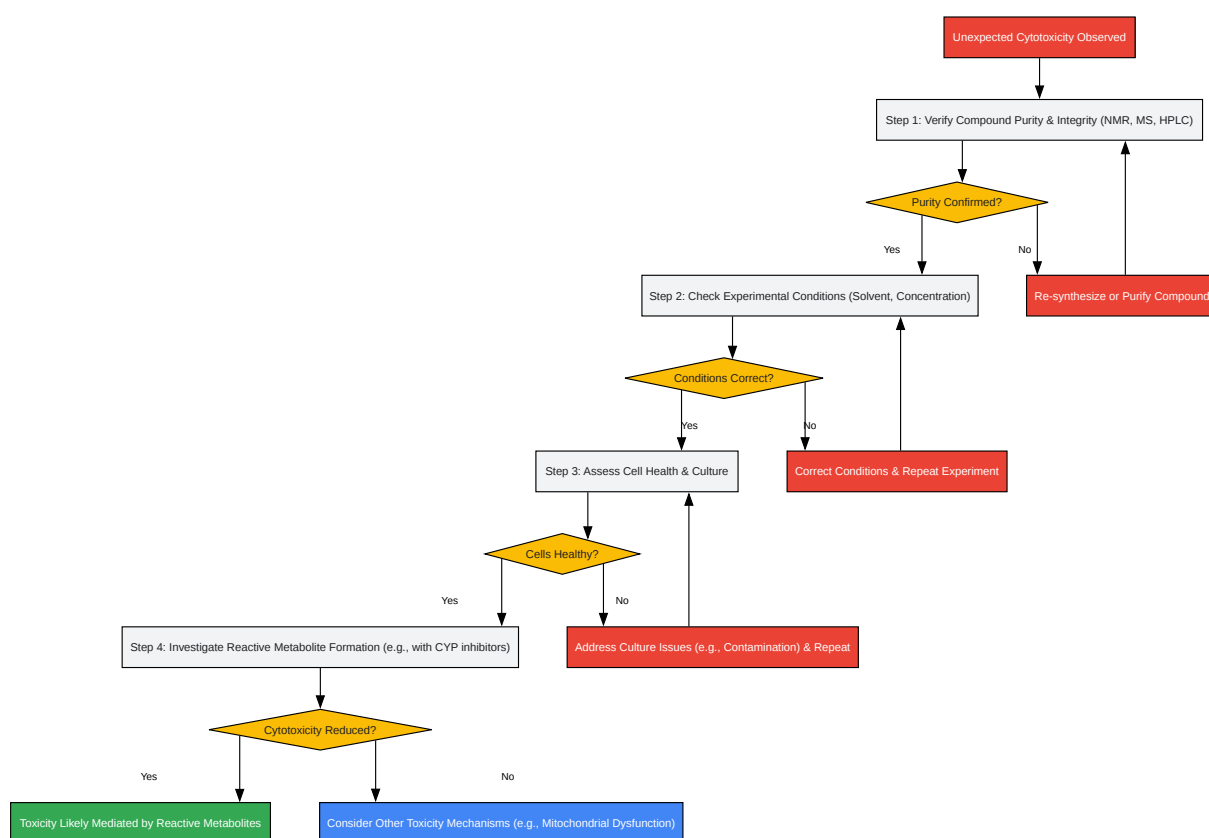 Unexpected Cytotoxicity Observed
Step 1: Verify Compound Purity & Integrity (NMR, MS, HPLC)
Purity Confirmed?
Yes
No
Step 2: Check Experimental Conditions (Solvent, Concentration)
Re-synthesize or Purify Compound
Conditions Correct?
Yes
No
Step 3: Assess Cell Health & Culture
Correct Conditions & Repeat Experiment
Cells Healthy?
Yes
No
Step 4: Investigate Reactive Metabolite Formation (e.g., with CYP inhibitors)
Address Culture Issues (e.g., Contamination) & Repeat
Cytotoxicity Reduced?
Yes
No
Toxicity Likely Mediated by Reactive Metabolites
Consider Other Toxicity Mechanisms (e.g., Mitochondrial Dysfunction)